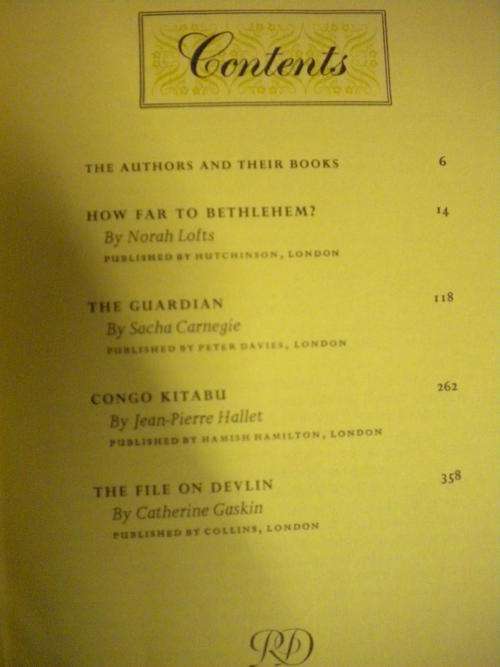 Contents
THE AUTHORS AND THEIR BOOKS 6
HOW FAR TO BETHLEHEM? 14
By Norah Lofts
PUBLISHED BY HUTCHINSON, LONDON
THE GUARDIAN 118
By Sacha Carnegie
PUBLISHED BY PETER DAVIES, LONDON
CONGO KITABU 262
By Jean-Pierre Hallet
PUBLISHED BY HAMISH HAMILTON, LONDON
THE FILE ON DEVLIN 358
By Catherine Gaskin
PUBLISHED BY COLLINS, LONDON
RD